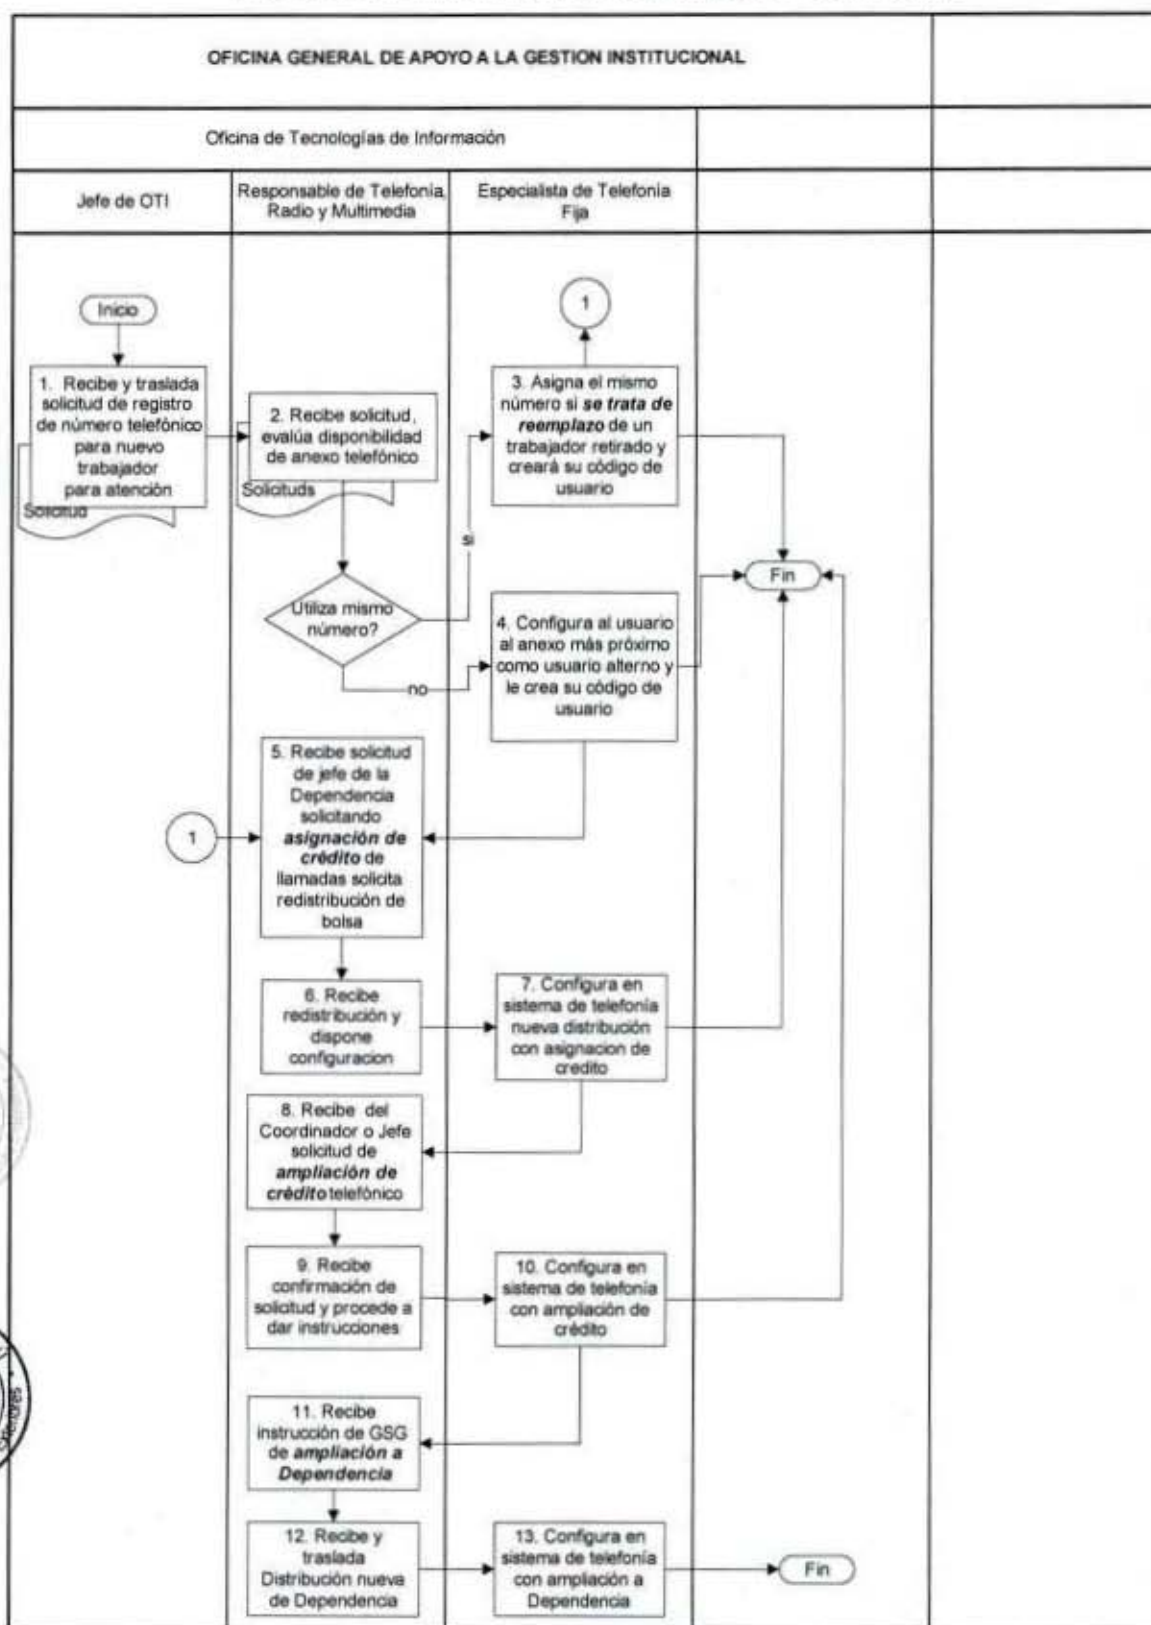 OFICINA GENERAL DE APOYO A LA GESTION INSTITUCIONAL
Oficina de Tecnologías de Información
Jefe de OTI
Responsable de Telefonía,
Radio y Multimedia
Especialista de Telefonía
Fija
Inicio
1
1. Recibe y traslada
solicitud de registro
de número telefónico
para nuevo
trabajador
para atención
Solicitud
2. Recibe solicitud,
evalúa disponibilidad
de anexo telefónico
Solicituds
3. Asigna el mismo
número si se trata de
reemplazo de un
trabajador retirado y
creará su código de
usuario
Utiliza mismo
número?
no
Fin
4. Configura al usuario
al anexo más próximo
como usuario alterno y
le crea su código de
usuario
1
5. Recibe solicitud
de jefe de la
Dependencia
solicitando
asignación de
crédito de
llamadas solicita
redistribución de
bolsa
6. Recibe
redistribución y
dispone
configuracion
7. Configura en
sistema de telefonía
nueva distribución
con asignacion de
credito
8. Recibe del
Coordinador o Jefe
solicitud de
ampliación de
crédito telefónico
9. Recibe
confirmación de
solicitud y procede a
dar instrucciones
10. Configura en
sistema de telefonía
con ampliación de
crédito
11. Recibe
instrucción de GSG
de ampliación a
Dependencia
12. Recibe y
traslada
Distribución nueva
de Dependencia
13. Configura en
sistema de telefonía
con ampliación a
Dependencia
Fin